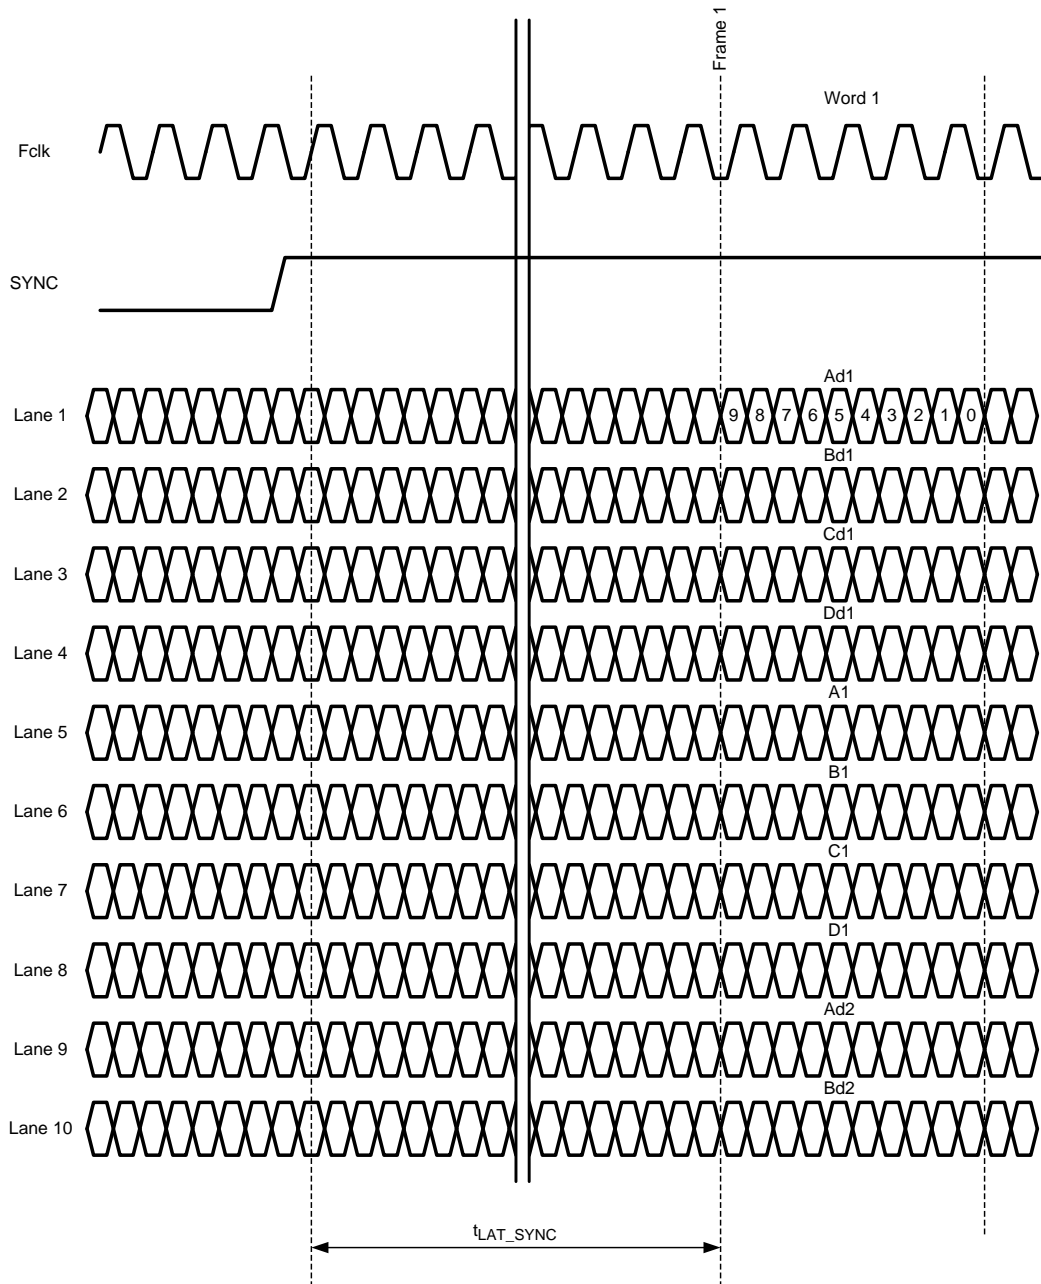 Frame 1
Word 1
Fclk
SYNC
Ad1
Lane 1
9 8 7 6 5 4 3 2 1 0
Bd1
Lane 2
Cd1
Lane 3
Dd1
Lane 4
A1
Lane 5
B1
Lane 6
C1
Lane 7
D1
Lane 8
Ad2
Lane 9
Bd2
Lane 10
tLAT_SYNC